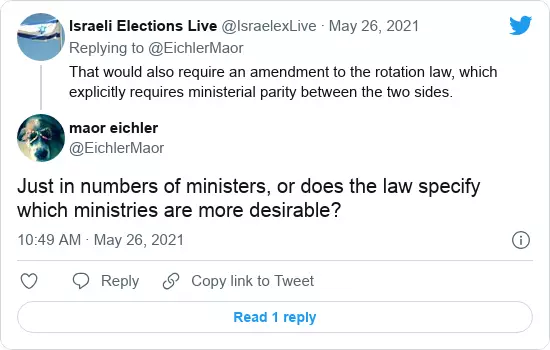 Israeli Elections Live @IsraelexLive · May 26, 2021
Replying to @EichlerMaor
That would also require an amendment to the rotation law, which
explicitly requires ministerial parity between the two sides.
maor eichler
@EichlerMaor
Just in numbers of ministers, or does the law specify
which ministries are more desirable?
10:49 AM · May 26, 2021
Reply
Copy link to Tweet
Read 1 reply